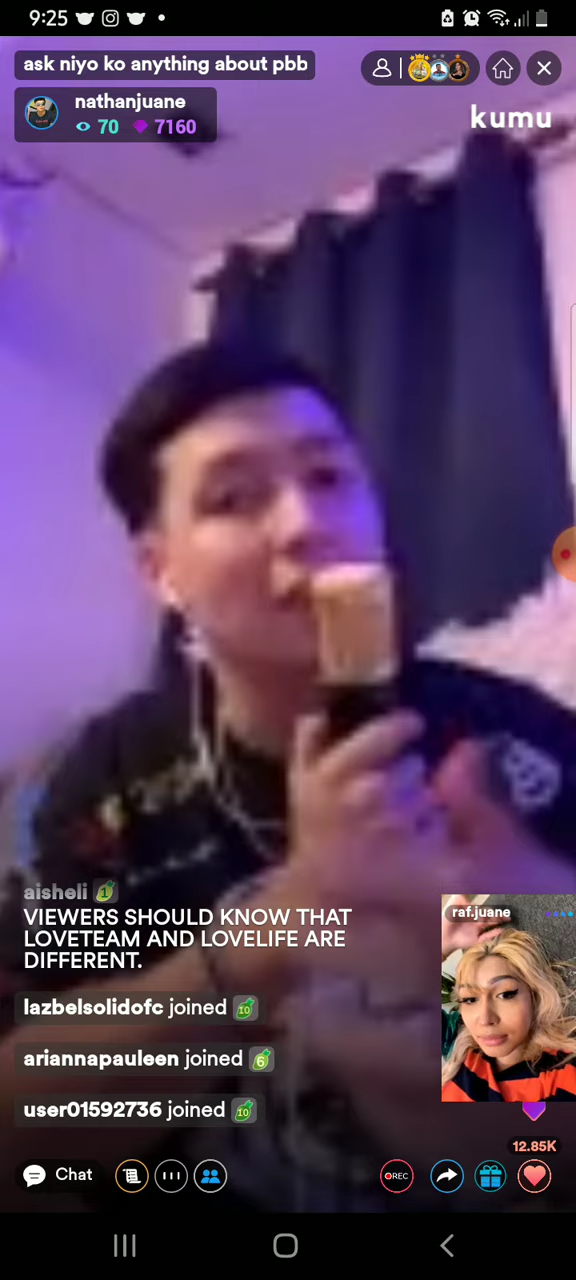 9:25
ask niyo ko anything about pbb
nathanjuane
70 7160
kumu
aisheli 1
VIEWERS SHOULD KNOW THAT
LOVETEAM AND LOVELIFE ARE
DIFFERENT.
raf.juane
lazbelsolidofc joined 10
ariannapauleen joined 6
user01592736 joined 10
12.85K
Chat
REC